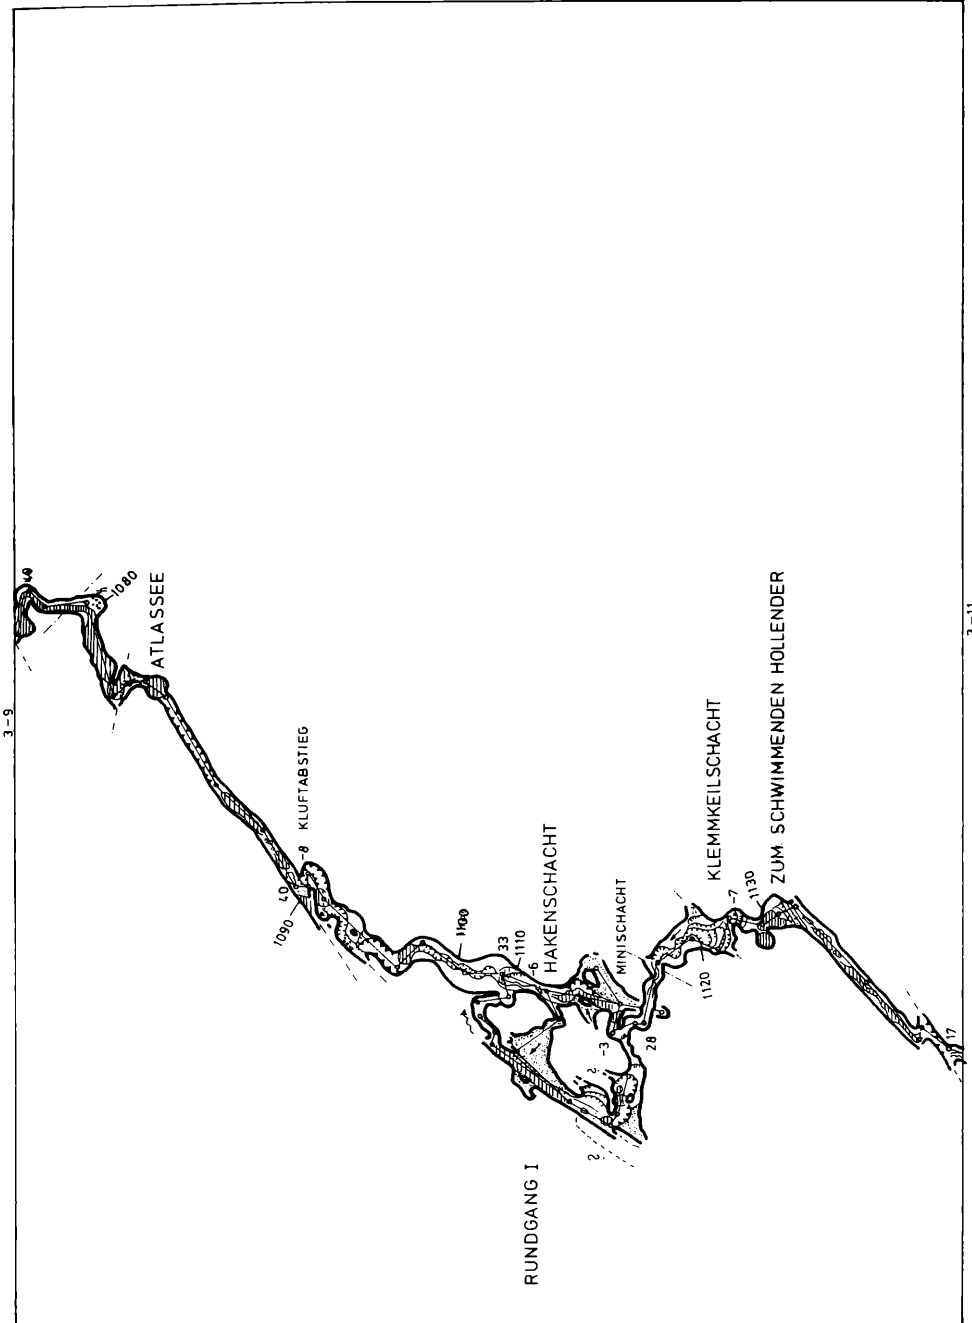 3-9
40
1080
ATLASSEE
-8 KLUFTABSTIEG
40
1090
1100
33
1110
-6
HAKENSCHACHT
MINISCHACHT
-3
28
1120
KLEMMKEILSCHACHT
-7
1130
ZUM SCHWIMMENDEN HOLLENDER
RUNDGANG I
?
?
17
3-11